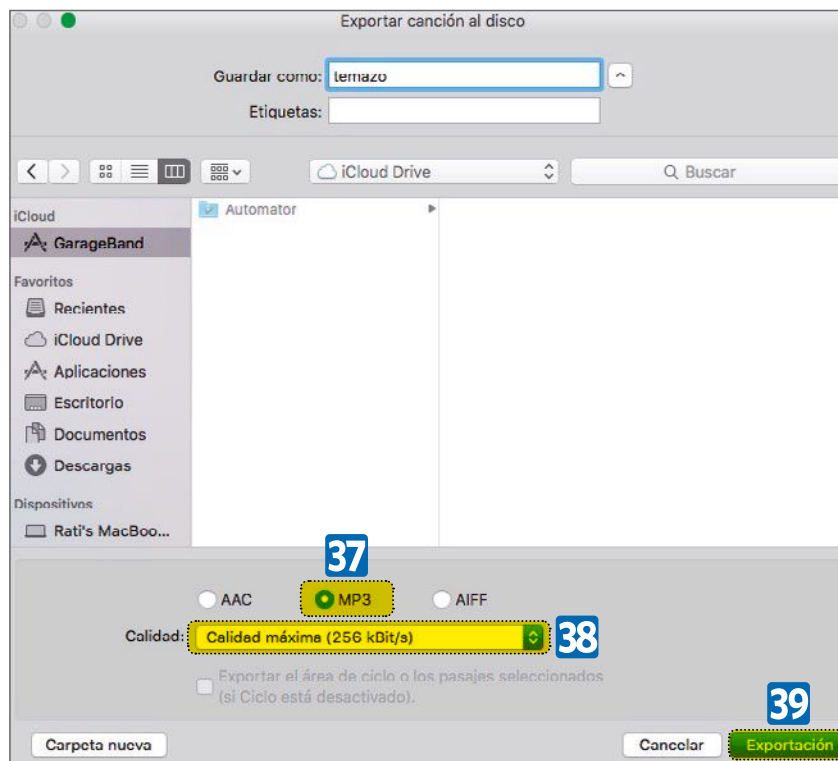 Exportar canción al disco
Guardar como: temazo
Etiquetas:
iCloud Drive
Buscar
iCloud
GarageBand
Favoritos
Recientes
iCloud Drive
Aplicaciones
Escritorio
Documentos
Descargas
Dispositivos
Rati's MacBoo...
Automator
37
AAC MP3 AIFF
Calidad: Calidad máxima (256 kBit/s)
38
Exportar el área de ciclo o los pasajes seleccionados
(si Ciclo está desactivado).
39
Carpeta nueva Cancelar Exportación